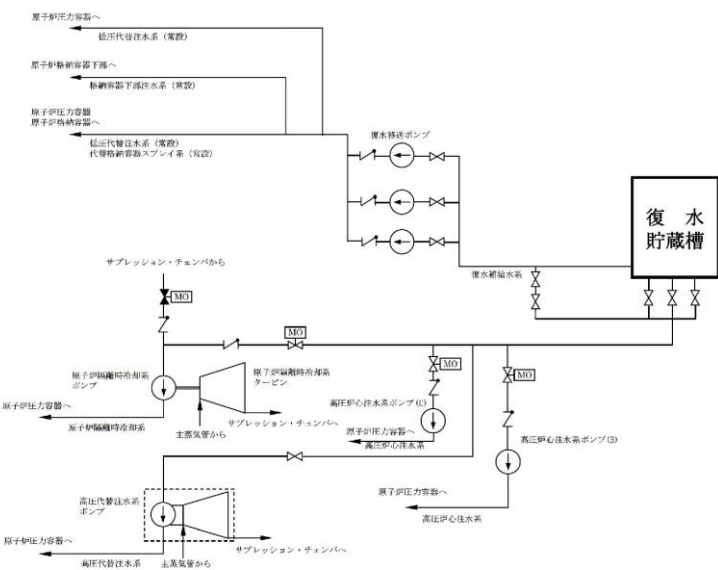 原子炉圧力容器へ
低圧代替注水系（常設）
原子炉格納容器下部へ
格納容器下部注水系（常設）
原子炉圧力容器
原子炉格納容器へ
低圧代替注水系（常設）
代替格納容器スプレイ系（常設）
復水移送ポンプ
復水
貯蔵槽
復水補給水系
サプレッション・チェンバから
MO
MO
原子炉隔離時冷却系
ポンプ
原子炉隔離時冷却系
タービン
MO
MO
原子炉圧力容器へ
原子炉隔離時冷却系
主蒸気管から
サプレッション・チェンバへ
高圧炉心注水系ポンプ(C)
原子炉圧力容器へ
高圧炉心注水系
高圧炉心注水系ポンプ(B)
原子炉圧力容器へ
高圧炉心注水系
高圧代替注水系
ポンプ
原子炉圧力容器へ
高圧代替注水系
主蒸気管から
サプレッション・チェンバへ